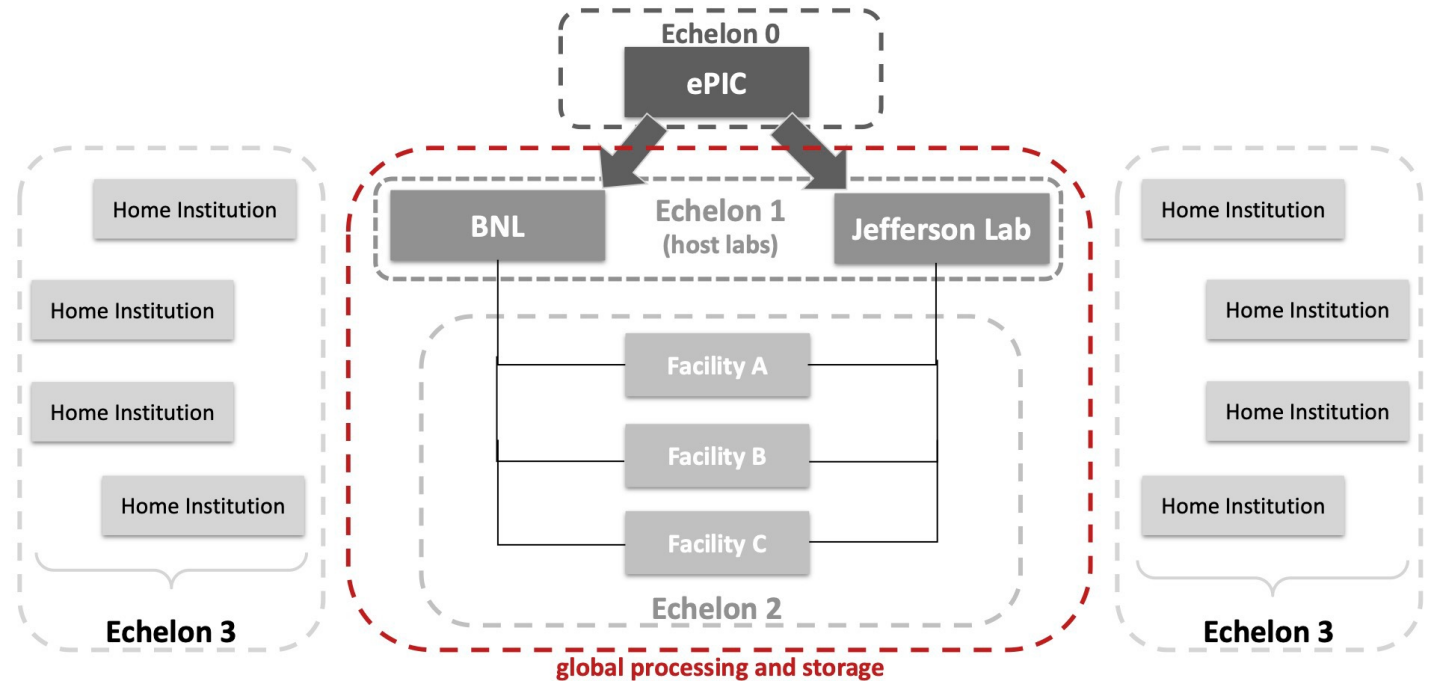 Echelon 0
ePIC
BNL
Echelon 1
(host labs)
Jefferson Lab
Home Institution
Home Institution
Home Institution
Home Institution
Echelon 3
Facility A
Facility B
Facility C
Echelon 2
global processing and storage
Home Institution
Home Institution
Home Institution
Home Institution
Echelon 3